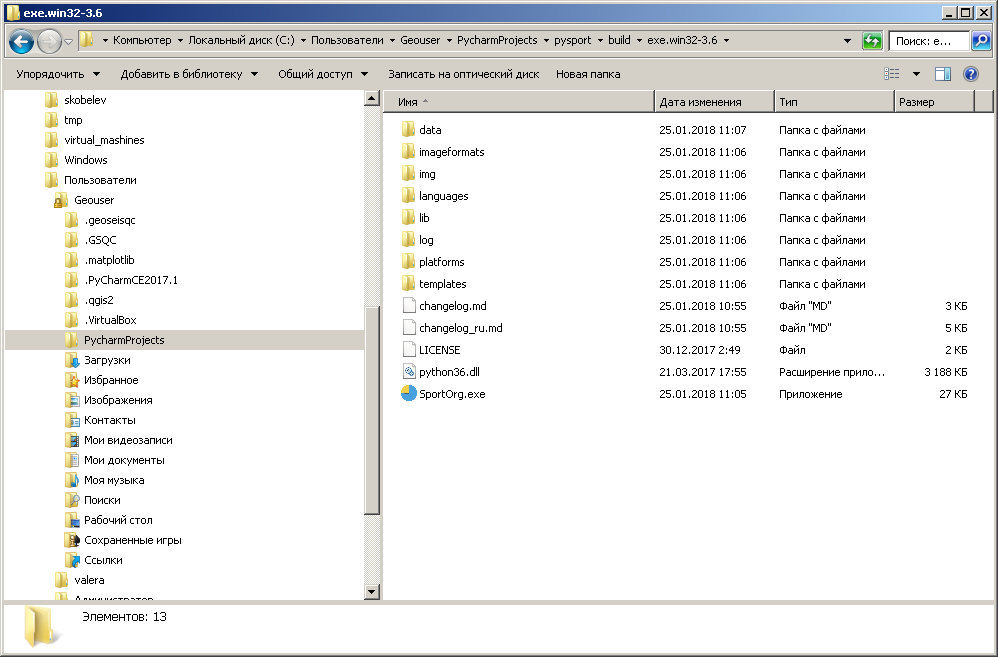 exe.win32-3.6
Компьютер Локальный диск (C:) Пользователи Geouser PycharmProjects pysport build exe.win32-3.6
Поиск: e...
Упорядочить Добавить в библиотеку Общий доступ Записать на оптический диск Новая папка
skobelev
tmp
virtual_mashines
Windows
Пользователи
Geouser
.geoseisqc
.GSQC
.matplotlib
.PyCharmCE2017.1
.qgis2
.VirtualBox
PycharmProjects
Загрузки
Избранное
Изображения
Контакты
Мои видеозаписи
Мои документы
Моя музыка
Поиски
Рабочий стол
Сохраненные игры
Ссылки
valera
Администратор
Имя Дата изменения Тип Размер
data 25.01.2018 11:07 Папка с файлами
imageformats 25.01.2018 11:06 Папка с файлами
img 25.01.2018 11:06 Папка с файлами
languages 25.01.2018 11:06 Папка с файлами
lib 25.01.2018 11:06 Папка с файлами
log 25.01.2018 11:06 Папка с файлами
platforms 25.01.2018 11:06 Папка с файлами
templates 25.01.2018 11:06 Папка с файлами
changelog.md 25.01.2018 10:55 Файл "MD" 3 КБ
changelog_ru.md 25.01.2018 10:55 Файл "MD" 5 КБ
LICENSE 30.12.2017 2:49 Файл 2 КБ
python36.dll 21.03.2017 17:55 Расширение прило... 3 188 КБ
SportOrg.exe 25.01.2018 11:05 Приложение 27 КБ
Элементов: 13